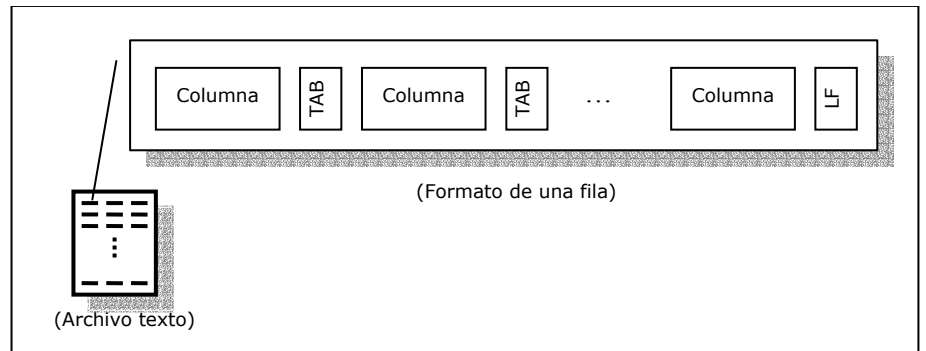 Columna TAB Columna TAB ... Columna LF
(Formato de una fila)
(Archivo texto)